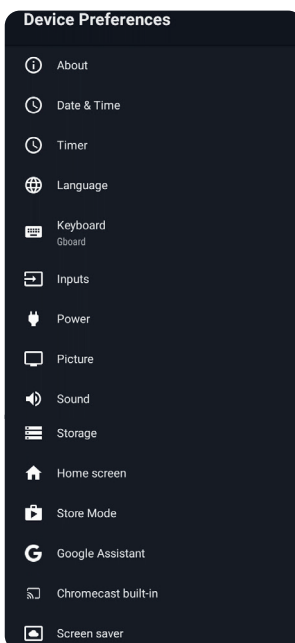 Device Preferences
About
Date & Time
Timer
Language
Keyboard
Gboard
Inputs
Power
Picture
Sound
Storage
Home screen
Store Mode
Google Assistant
Chromecast built-in
Screen saver